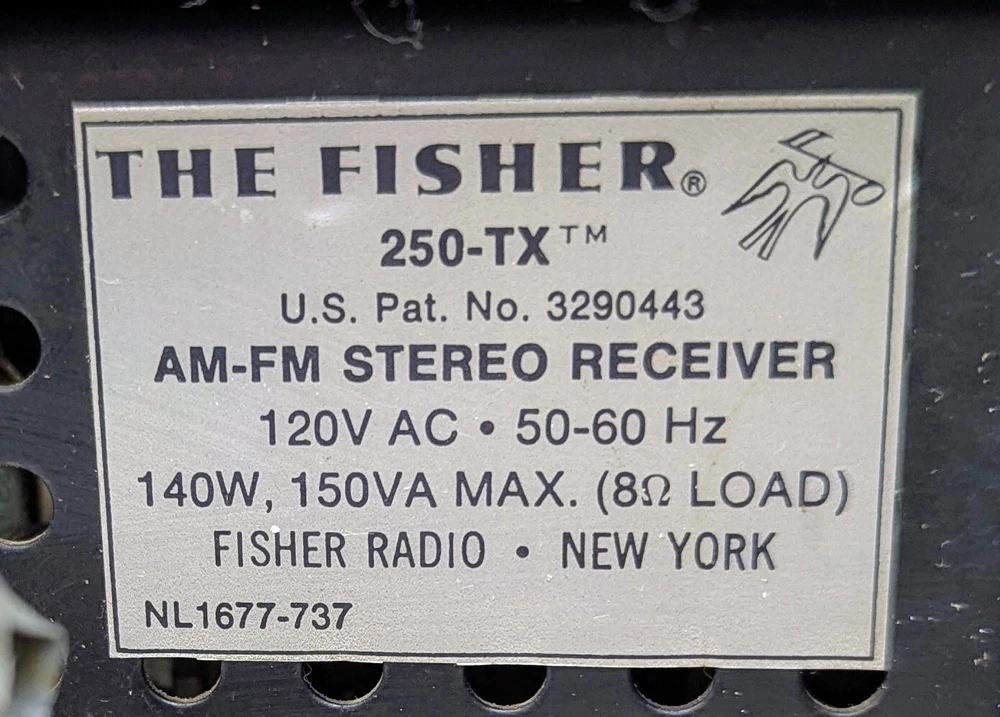 THE FISHER®
250-TX™
U.S. Pat. No. 3290443
AM-FM STEREO RECEIVER
120V AC • 50-60 Hz
140W, 150VA MAX. (8Ω LOAD)
FISHER RADIO • NEW YORK
NL1677-737